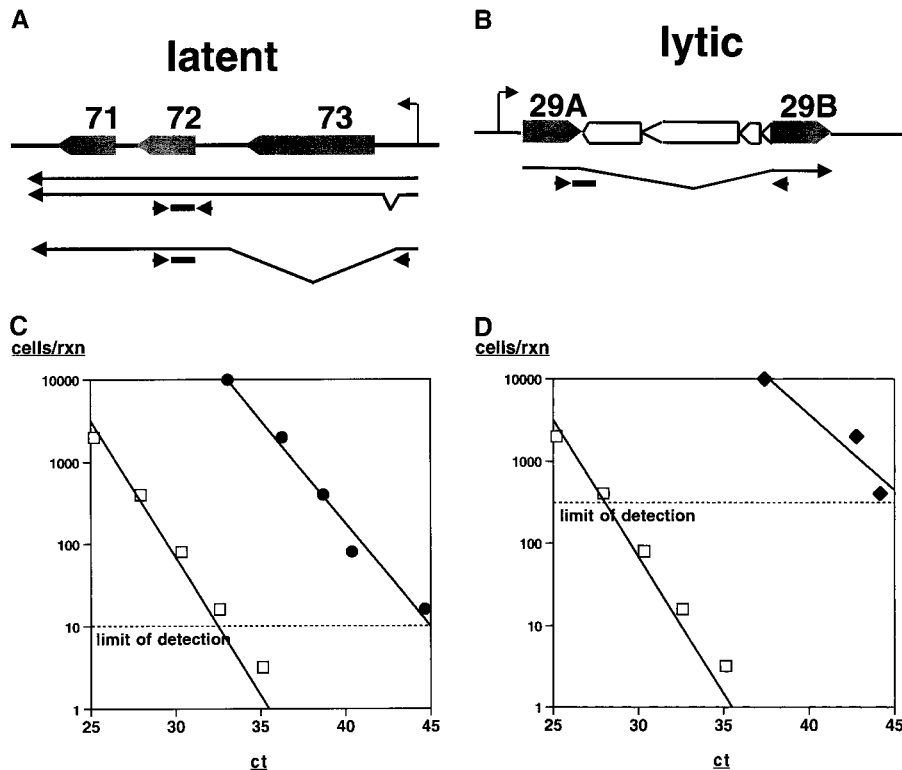 A
latent
71 72 73
B
lytic
29A 29B
C
cells/rxn
10000
1000
100
10
1
limit of detection
25 30 35 40 45
ct
D
cells/rxn
10000
1000
100
10
1
limit of detection
25 30 35 40 45
ct